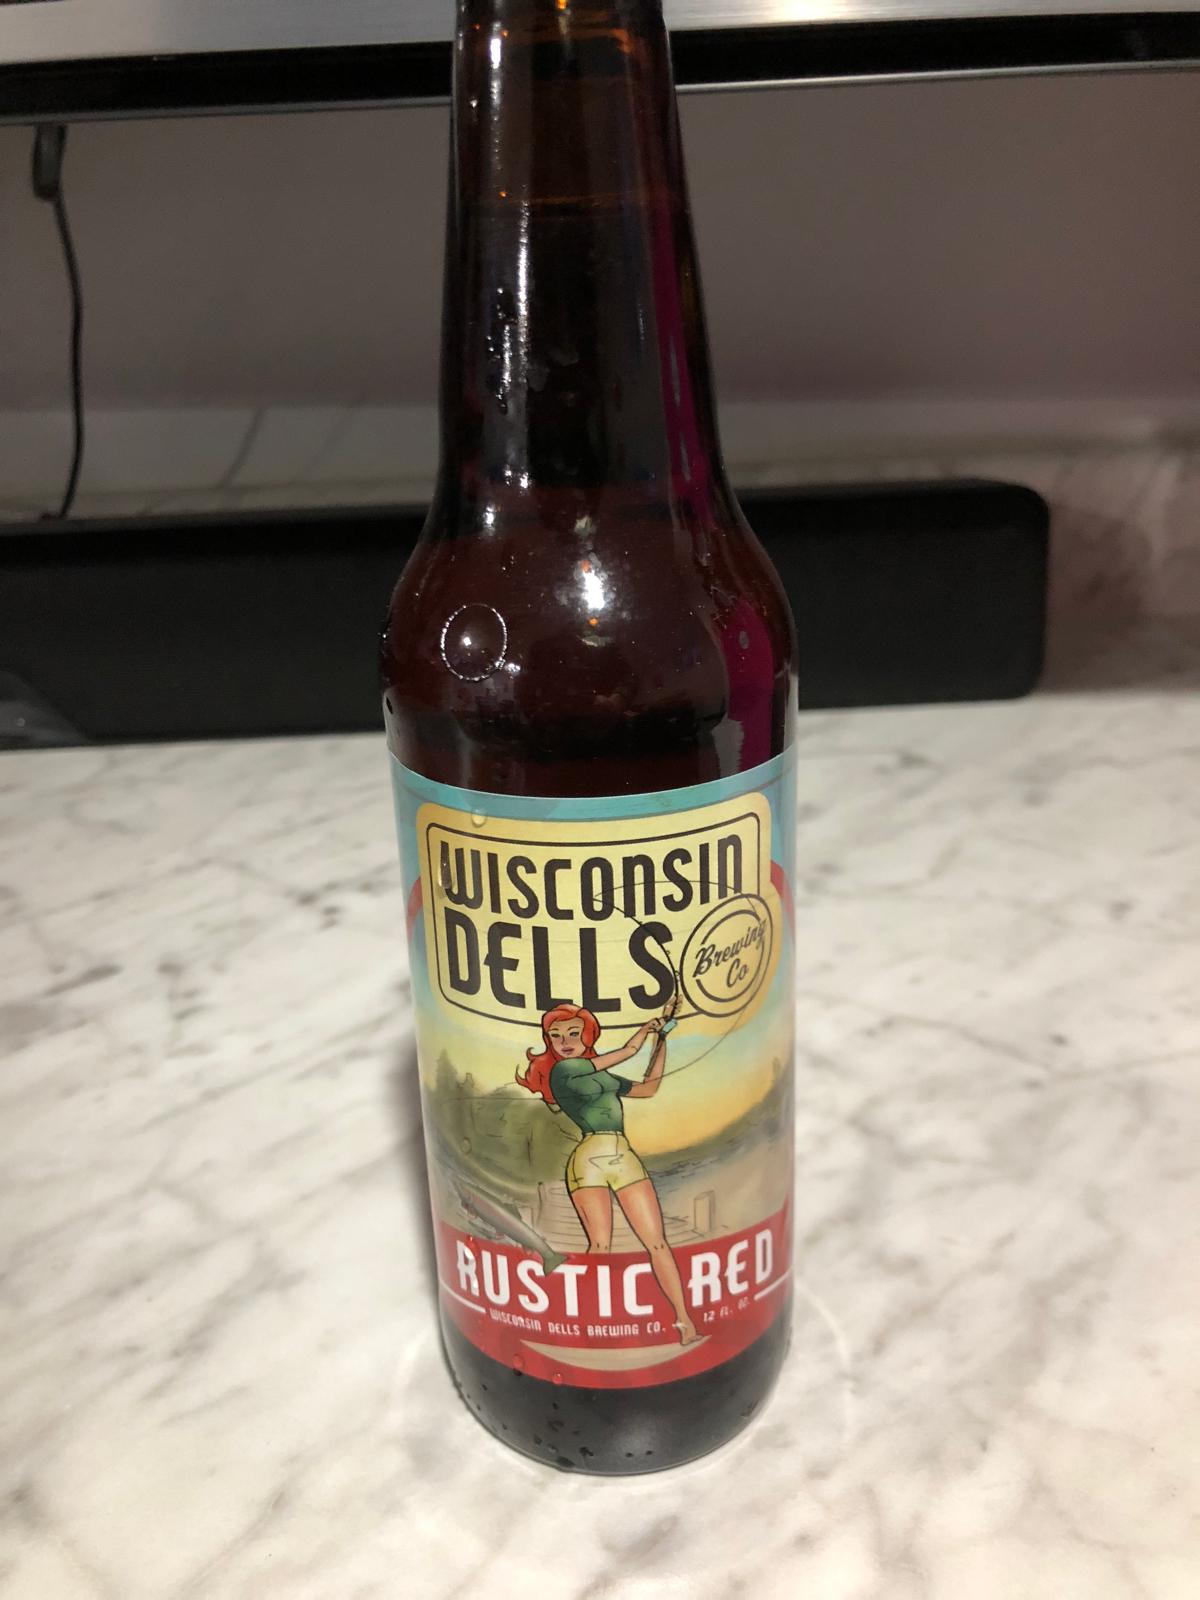 WISCONSIN
DELLS
Brewing
Co
RUSTIC RED
WISCONSIN DELLS BREWING CO. 12 FL. OZ.